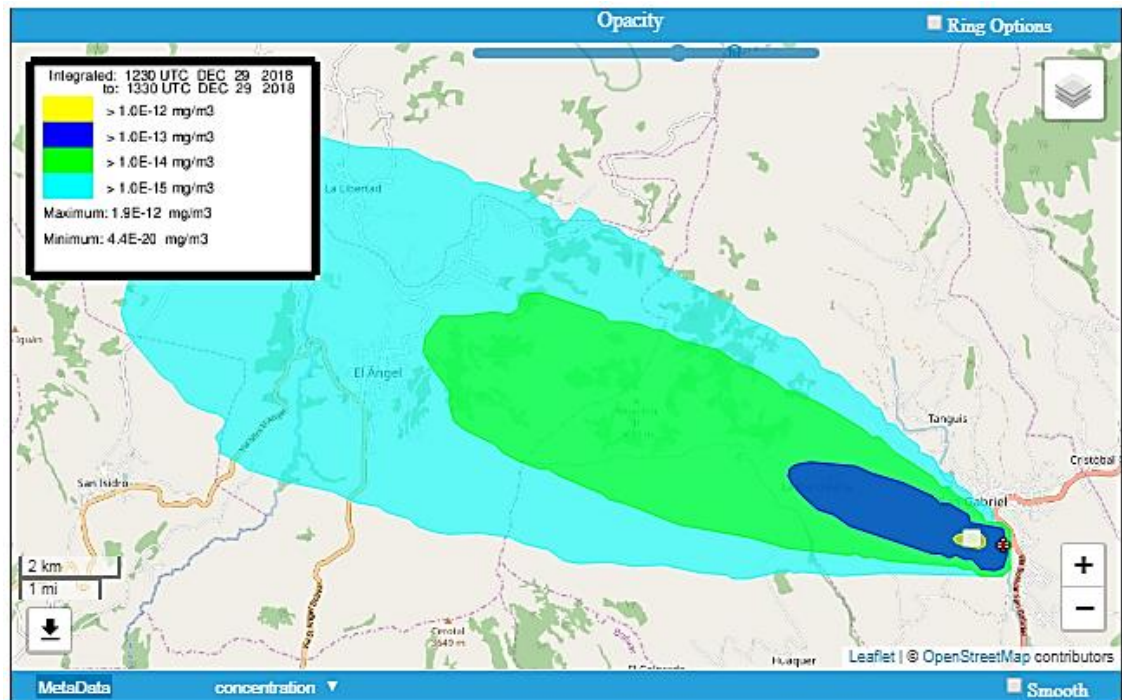 Opacity
Ring Options
Integrated: 1230 UTC DEC 29 2018
to: 1330 UTC DEC 29 2018
> 1.0E-12 mg/m3
> 1.0E-13 mg/m3
> 1.0E-14 mg/m3
> 1.0E-15 mg/m3
Maximum: 1.9E-12 mg/m3
Minimum: 4.4E-20 mg/m3
La Libertad
El Ángel
Tanguis
Cristóbal
San Isidro
Gabriel
2 km
1 mi
+
−
Huaquer
Leaflet | © OpenStreetMap contributors
MetaData
concentration ▼
Smooth